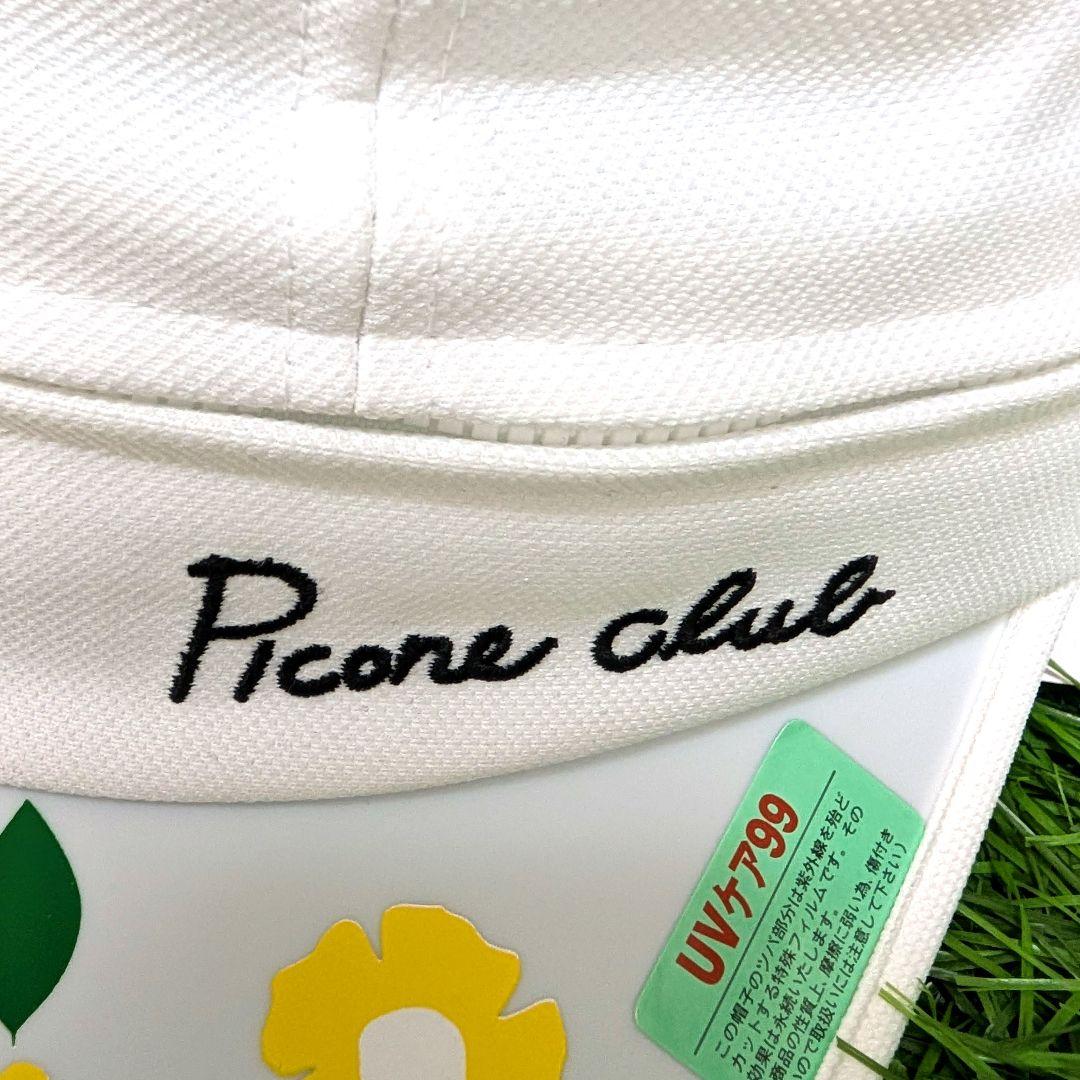 Picone club
UVケア99
この帽子のツバ部分は紫外線を殆ど
カットする特殊フィルムです。その
効果は永続いたします。
商品の性質上、摩擦に弱い為、傷付き
いので取扱いには注意して下さい)